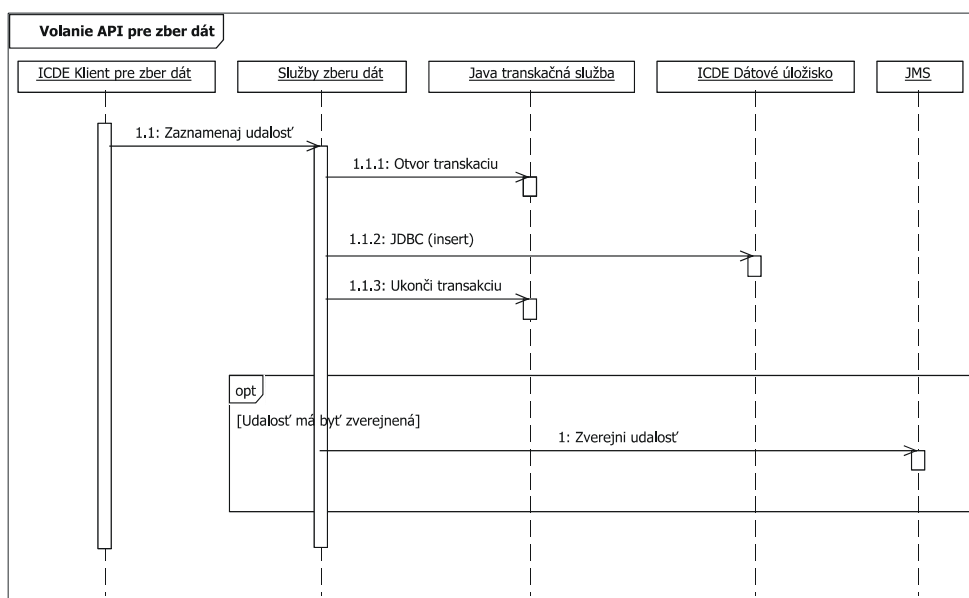 Volanie API pre zber dát
ICDE Klient pre zber dát
Služby zberu dát
Java transkačná služba
ICDE Dátové úložisko
JMS
1.1: Zaznamenaj udalosť
1.1.1: Otvor transkaciu
1.1.2: JDBC (insert)
1.1.3: Ukonči transakciu
opt
[Udalosť má byť zverejnená]
1: Zverejni udalosť